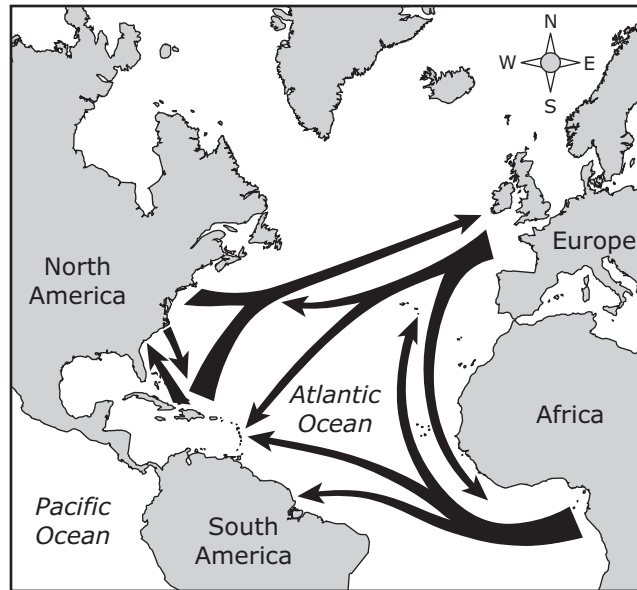 N
W
E
S
North
America
Europe
Atlantic
Ocean
Africa
Pacific
Ocean
South
America